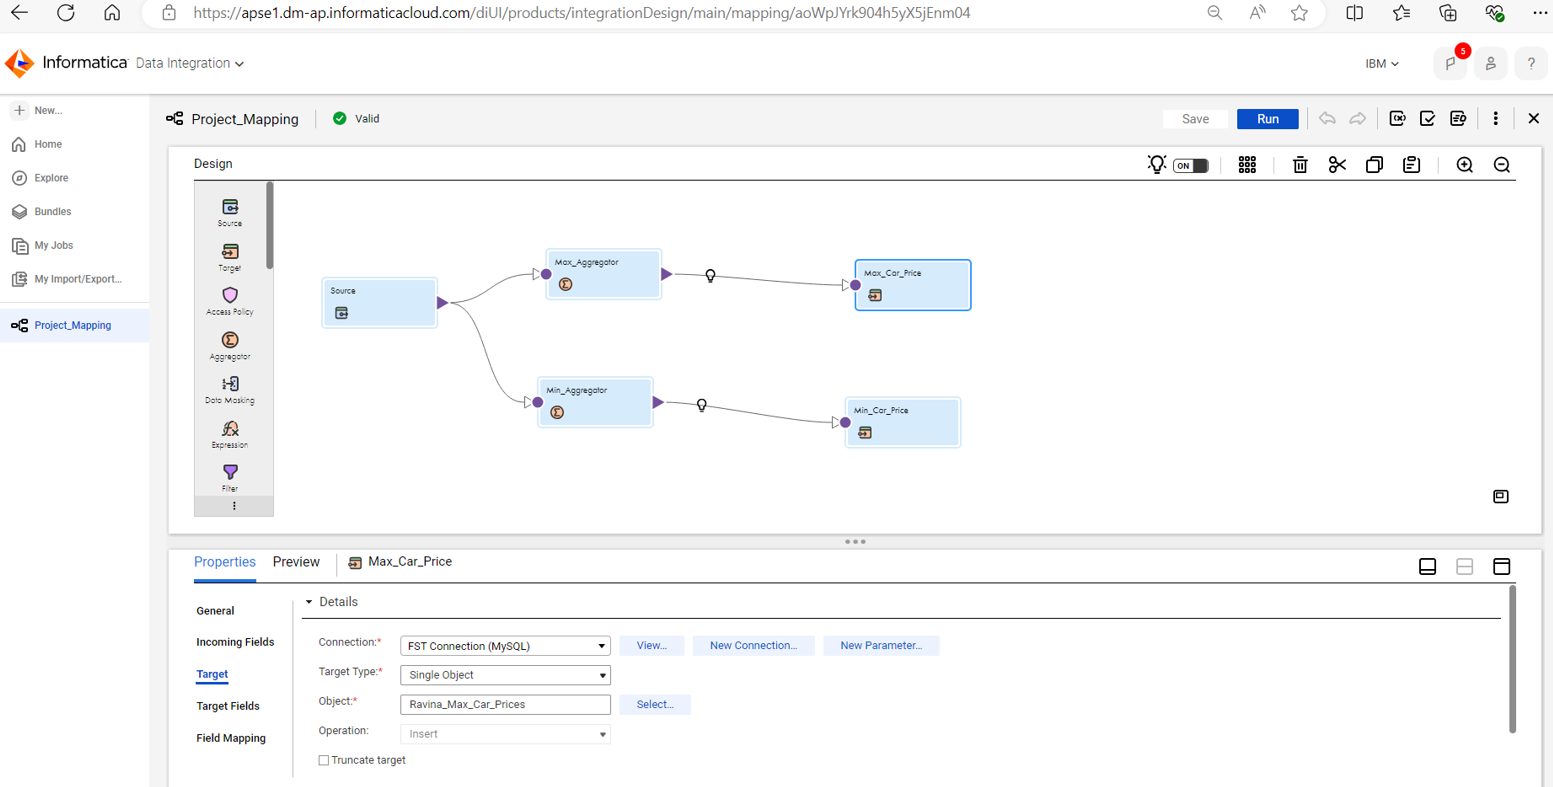 https://apse1.dm-ap.informaticacloud.com/diUI/products/integrationDesign/main/mapping/aoWpJYrk904h5yX5jEnm04
Informatica Data Integration
IBM
5
?
New...
Home
Explore
Bundles
My Jobs
My Import/Export...
Project_Mapping
Project_Mapping
Valid
Save
Run
Design
ON
Source
Target
Access Policy
Aggregator
Data Masking
Expression
Filter
Source
Max_Aggregator
Max_Car_Price
Min_Aggregator
Min_Car_Price
Properties
Preview
Max_Car_Price
General
Incoming Fields
Target
Target Fields
Field Mapping
Details
Connection:* FST Connection (MySQL) View... New Connection... New Parameter...
Target Type:* Single Object
Object:* Ravina_Max_Car_Prices Select...
Operation: Insert
Truncate target